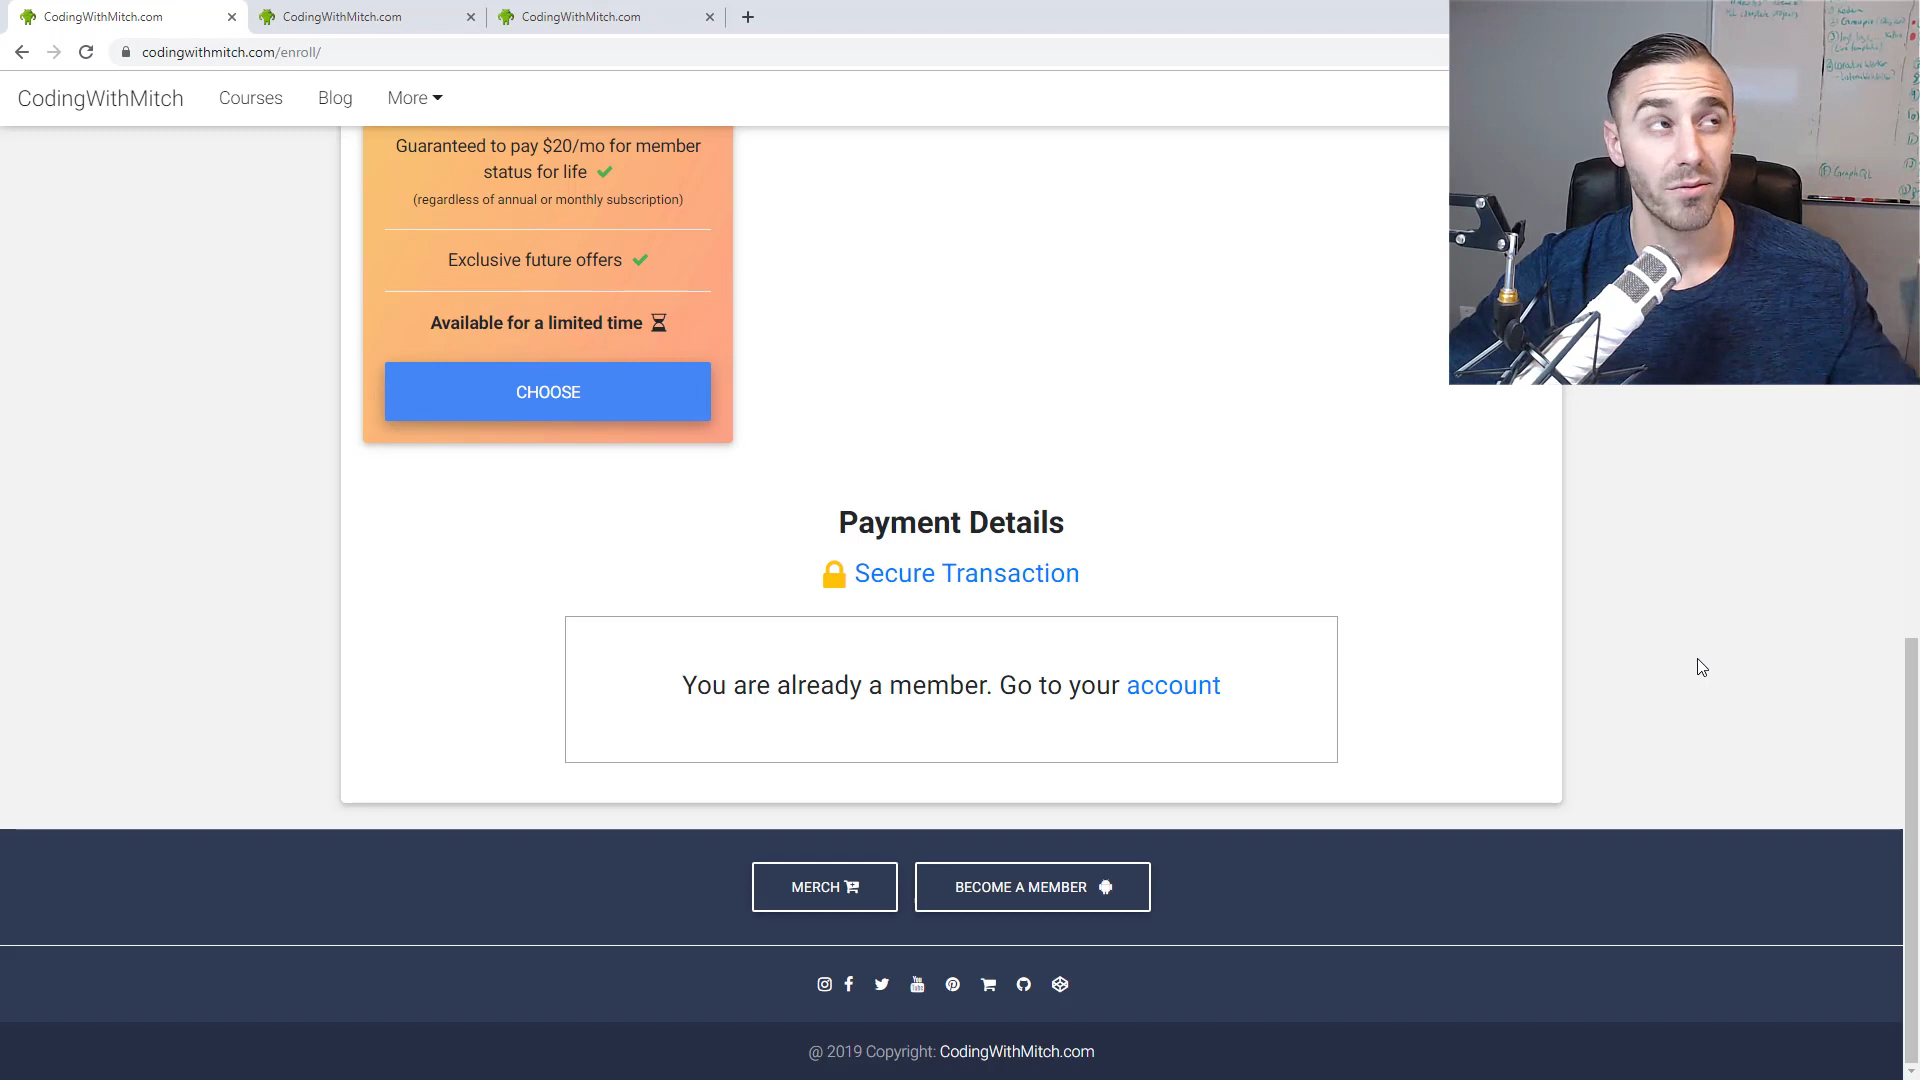 CodingWithMitch.com
CodingWithMitch.com
CodingWithMitch.com
codingwithmitch.com/enroll/
CodingWithMitch
Courses
Blog
More
Guaranteed to pay $20/mo for member
status for life
(regardless of annual or monthly subscription)
Exclusive future offers
Available for a limited time
CHOOSE
Payment Details
Secure Transaction
You are already a member. Go to your account
MERCH
BECOME A MEMBER
@ 2019 Copyright: CodingWithMitch.com
GraphQL